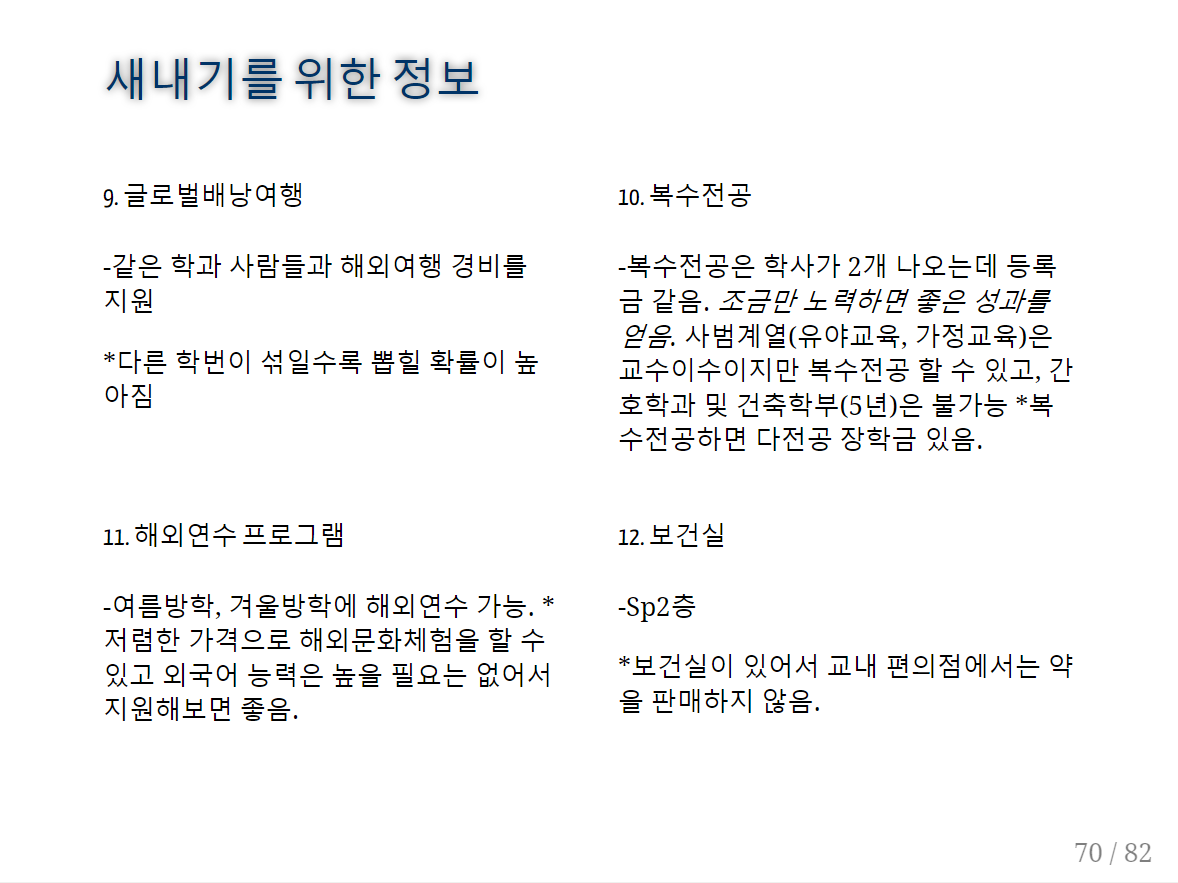 새내기를 위한 정보
9. 글로벌배낭여행
-같은 학과 사람들과 해외여행 경비를
지원
*다른 학번이 섞일수록 뽑힐 확률이 높
아짐
10. 복수전공
-복수전공은 학사가 2개 나오는데 등록
금 같음. 조금만 노력하면 좋은 성과를
얻음. 사범계열(유야교육, 가정교육)은
교수이수이지만 복수전공 할 수 있고, 간
호학과 및 건축학부(5년)은 불가능 *복
수전공하면 다전공 장학금 있음.
11. 해외연수 프로그램
-여름방학, 겨울방학에 해외연수 가능. *
저렴한 가격으로 해외문화체험을 할 수
있고 외국어 능력은 높을 필요는 없어서
지원해보면 좋음.
12. 보건실
-Sp2층
*보건실이 있어서 교내 편의점에서는 약
을 판매하지 않음.
70 / 82